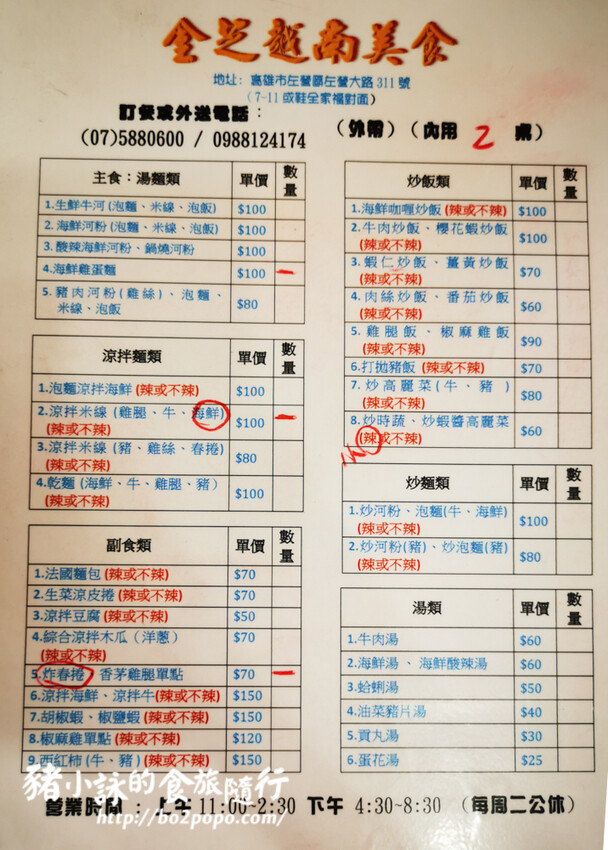 金芝越南美食
地址: 高雄市左營區左營大路311號
(7-11 或鞋全家福對面)
訂餐或外送電話:
(07)5880600 / 0988124174
(外帶) (內用 2 桌)
主食:湯麵類 單價 數量
1.生鮮牛河(泡麵、米線、泡飯) $100
2.海鮮河粉(泡麵、米線、泡飯) $100
3.酸辣海鮮河粉、鍋燒河粉 $100
4.海鮮雞蛋麵 $100 一
5.豬肉河粉(雞絲)、泡麵、
米線、泡飯 $80
涼拌麵類 單價 數量
1.泡麵涼拌海鮮(辣或不辣) $100
2.涼拌米線(雞腿、牛、海鮮)
(辣或不辣) $100 一
3.涼拌米線(豬、雞絲、春捲)
(辣或不辣) $80
4.乾麵(海鮮、牛、雞腿、豬)
(辣或不辣) $100
副食類 單價 數量
1.法國麵包(辣或不辣) $70
2.生菜涼皮捲(辣或不辣) $70
3.涼拌豆腐(辣或不辣) $50
4.綜合涼拌木瓜(洋蔥)
(辣或不辣) $70
5.炸春捲、香茅雞腿單點 $70 一
6.涼拌海鮮、涼拌牛(辣或不辣) $150
7.胡椒蝦、椒鹽蝦(辣或不辣) $150
8.椒麻雞單點(辣或不辣) $120
9.西紅柿(牛、豬)(辣或不辣) $150
炒飯類 單價 數量
1.海鮮咖喱炒飯(辣或不辣) $100
2.牛肉炒飯、櫻花蝦炒飯
(辣或不辣) $100
3.蝦仁炒飯、薑黃炒飯
(辣或不辣) $70
4.肉絲炒飯、番茄炒飯
(辣或不辣) $60
5.雞腿飯、椒麻雞飯
(辣或不辣) $90
6.打拋豬飯(辣或不辣) $70
7.炒高麗菜(牛、豬)
(辣或不辣) $80
8.炒時蔬、炒蝦醬高麗菜
(辣或不辣) $60
炒麵類 單價 數量
1.炒河粉、泡麵(牛、海鮮)
(辣或不辣) $100
2.炒河粉(豬)、炒泡麵(豬)
(辣或不辣) $80
湯類 單價 數量
1.牛肉湯 $60
2.海鮮湯、海鮮酸辣湯 $60
3.蛤蜊湯 $50
4.油菜豬片湯 $40
5.貢丸湯 $30
6.蛋花湯 $25
豬小詠的食旅隨行
http://bo2popo.com/
營業時間:上午 11:00~2:30 下午 4:30~8:30 (每周二公休)